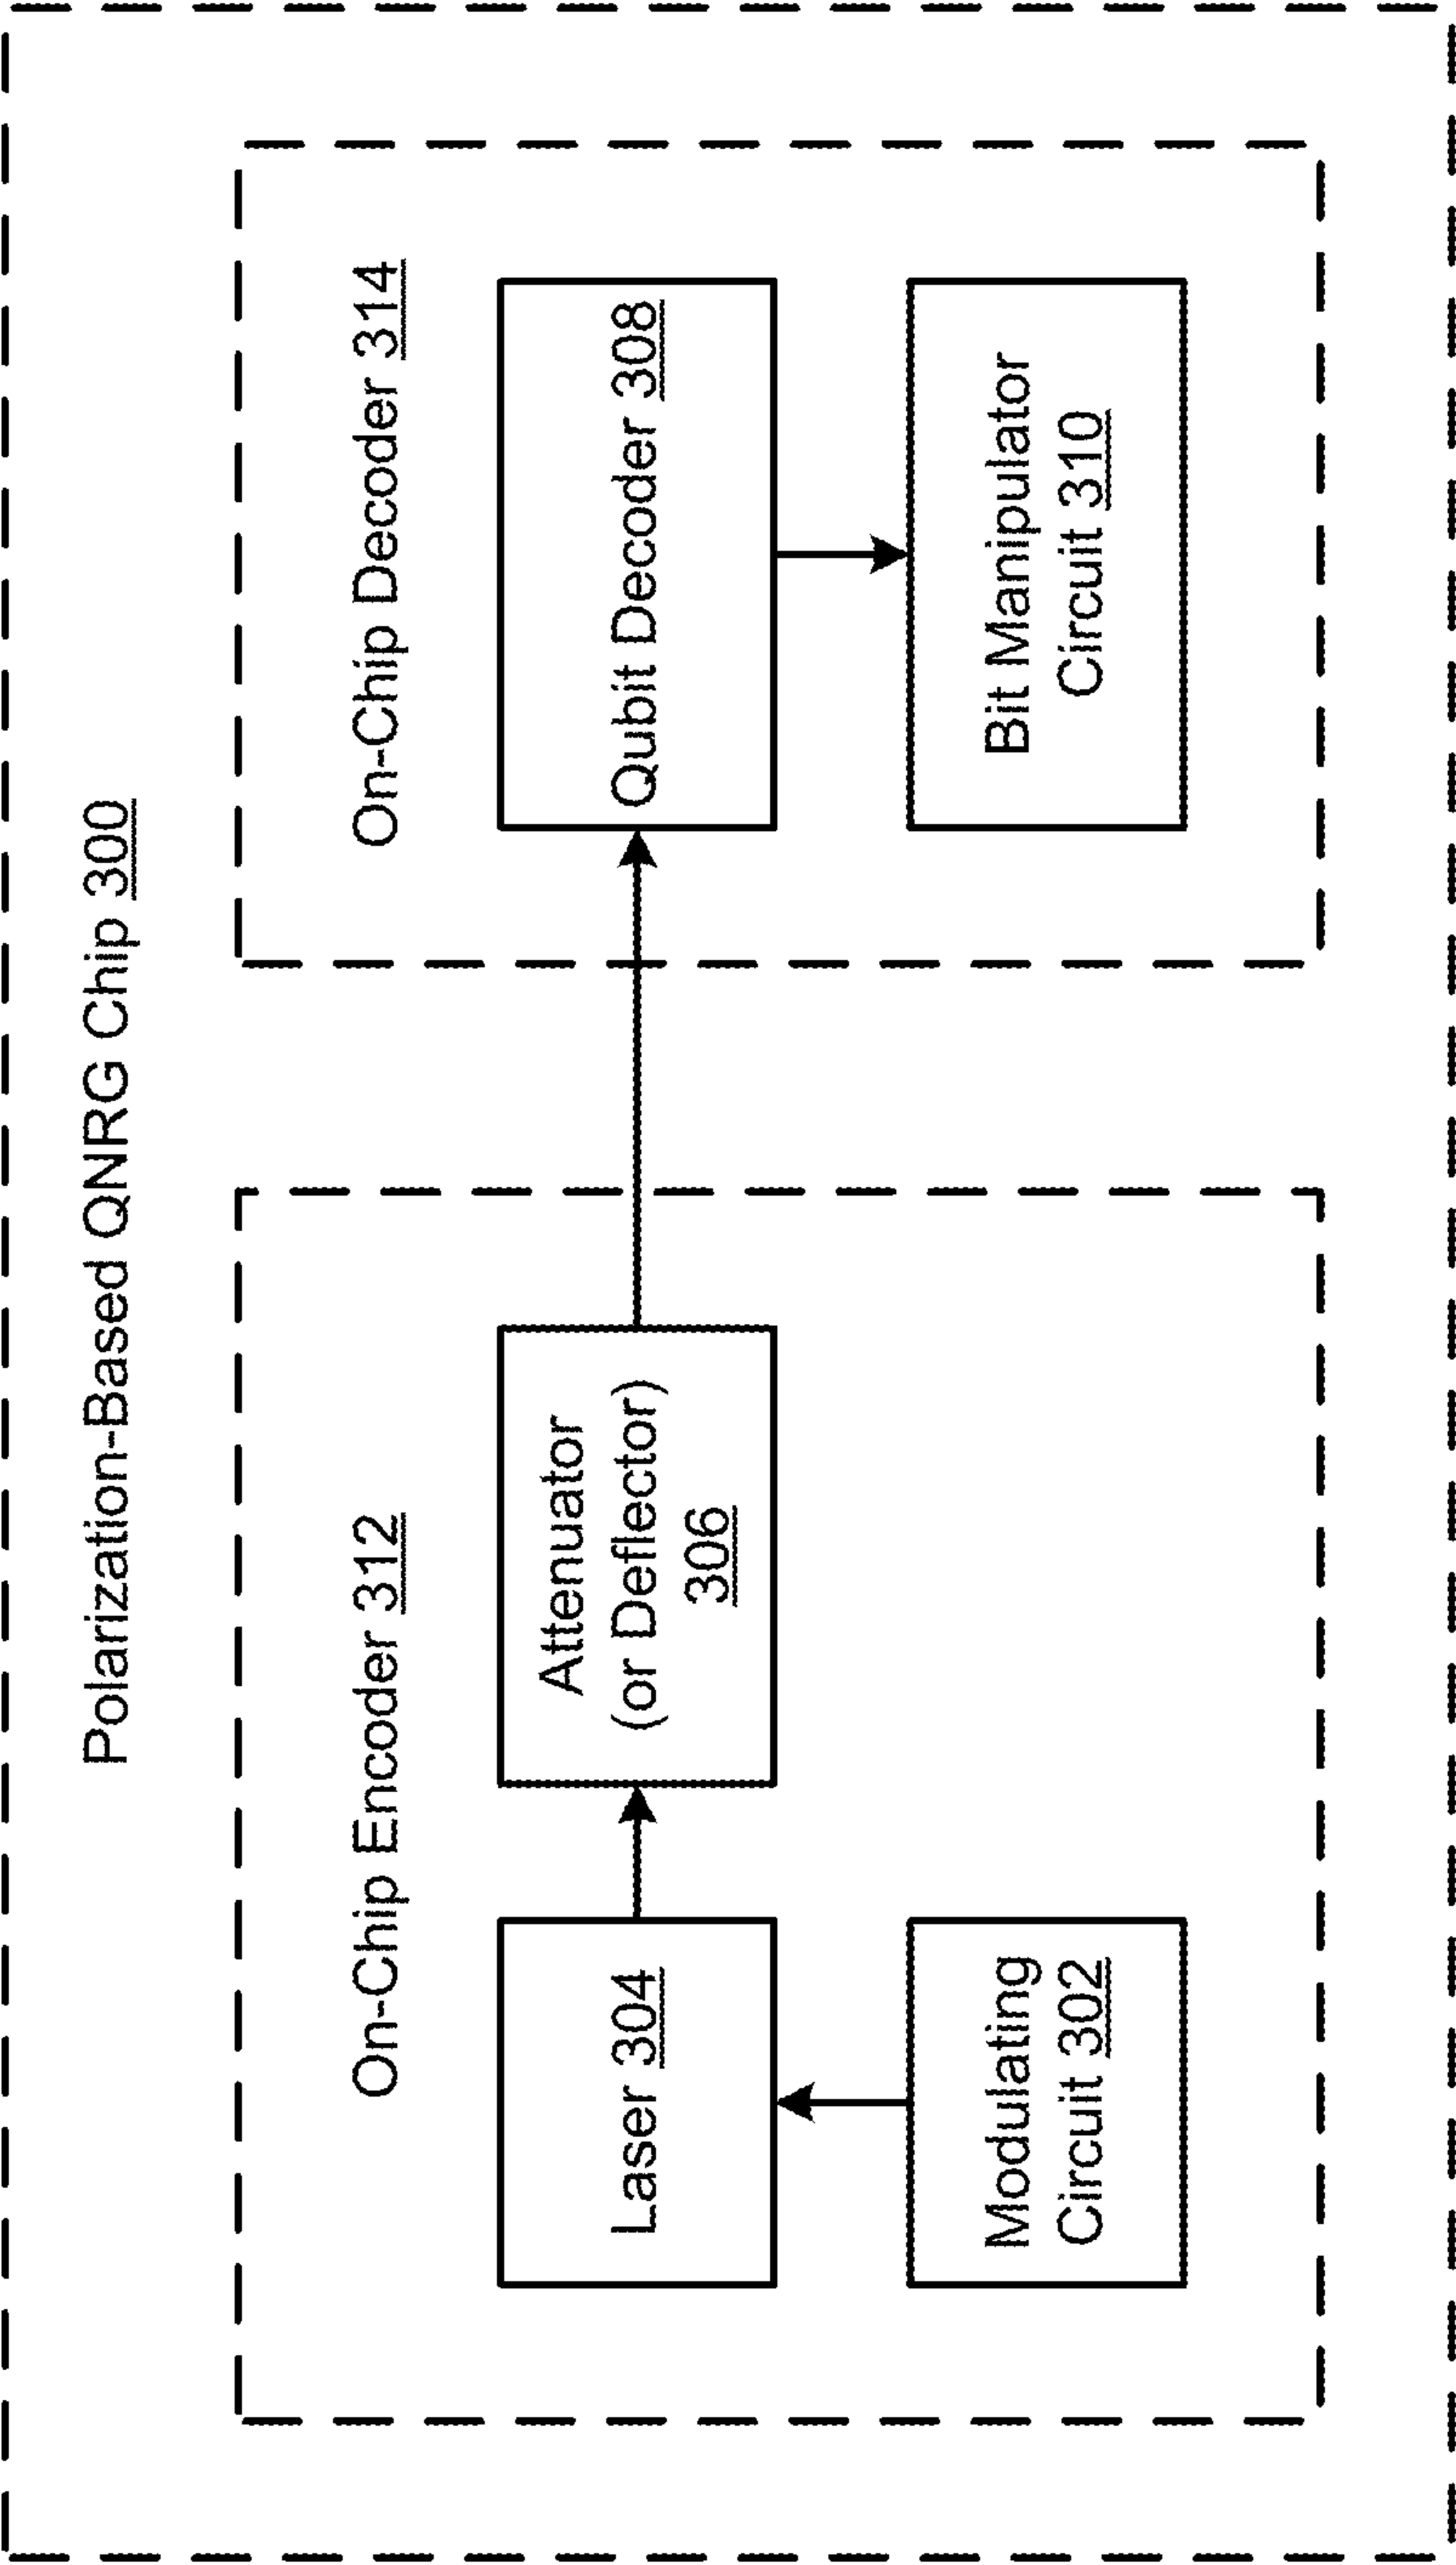 Polarization-Based QNRG Chip 300
On-Chip Encoder 312
Laser 304
Attenuator
(or Deflector)
306
Modulating
Circuit 302
On-Chip Decoder 314
Qubit Decoder 308
Bit Manipulator
Circuit 310